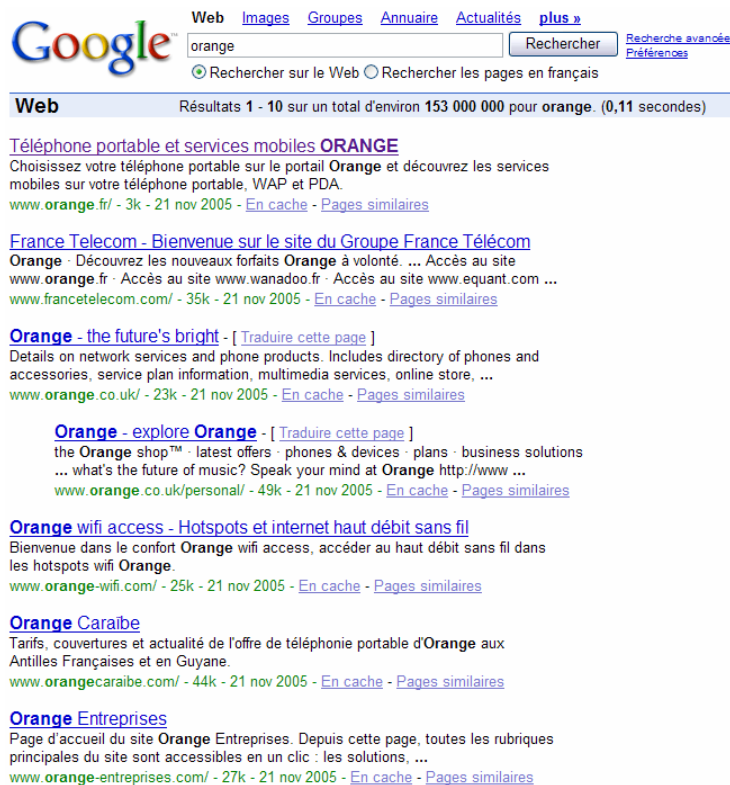 Google™
Web Images Groupes Annuaire Actualités plus »
orange Rechercher Recherche avancée
Préférences
Rechercher sur le Web Rechercher les pages en français
Web Résultats 1 - 10 sur un total d'environ 153 000 000 pour orange. (0,11 secondes)
Téléphone portable et services mobiles ORANGE
Choisissez votre téléphone portable sur le portail Orange et découvrez les services
mobiles sur votre téléphone portable, WAP et PDA.
www.orange.fr/ - 3k - 21 nov 2005 - En cache - Pages similaires
France Telecom - Bienvenue sur le site du Groupe France Télécom
Orange · Découvrez les nouveaux forfaits Orange à volonté. ... Accès au site
www.orange.fr · Accès au site www.wanadoo.fr · Accès au site www.equant.com ...
www.francetelecom.com/ - 35k - 21 nov 2005 - En cache - Pages similaires
Orange - the future's bright - [ Traduire cette page ]
Details on network services and phone products. Includes directory of phones and
accessories, service plan information, multimedia services, online store, ...
www.orange.co.uk/ - 23k - 21 nov 2005 - En cache - Pages similaires
Orange - explore Orange - [ Traduire cette page ]
the Orange shop™ · latest offers · phones & devices · plans · business solutions
... what's the future of music? Speak your mind at Orange http://www ...
www.orange.co.uk/personal/ - 49k - 21 nov 2005 - En cache - Pages similaires
Orange wifi access - Hotspots et internet haut débit sans fil
Bienvenue dans le confort Orange wifi access, accéder au haut débit sans fil dans
les hotspots wifi Orange.
www.orange-wifi.com/ - 25k - 21 nov 2005 - En cache - Pages similaires
Orange Caraïbe
Tarifs, couvertures et actualité de l'offre de téléphonie portable d'Orange aux
Antilles Françaises et en Guyane.
www.orangecaraibe.com/ - 44k - 21 nov 2005 - En cache - Pages similaires
Orange Entreprises
Page d'accueil du site Orange Entreprises. Depuis cette page, toutes les rubriques
principales du site sont accessibles en un clic : les solutions, ...
www.orange-entreprises.com/ - 27k - 21 nov 2005 - En cache - Pages similaires